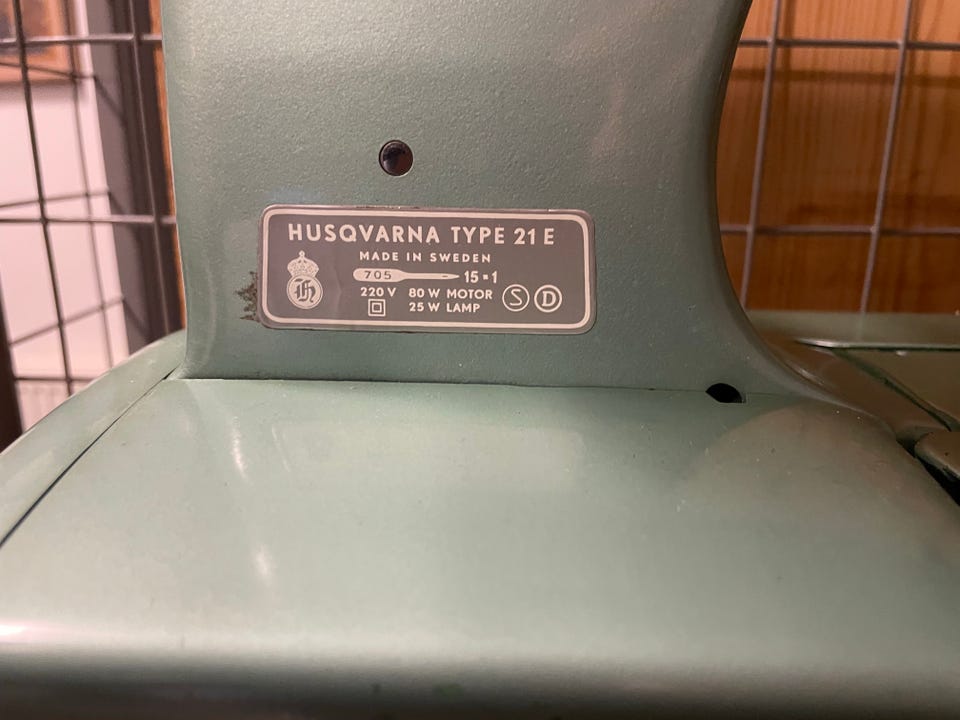 HUSQVARNA TYPE 21 E
MADE IN SWEDEN
705 15 × 1
220 V 80 W MOTOR S D
25 W LAMP
H